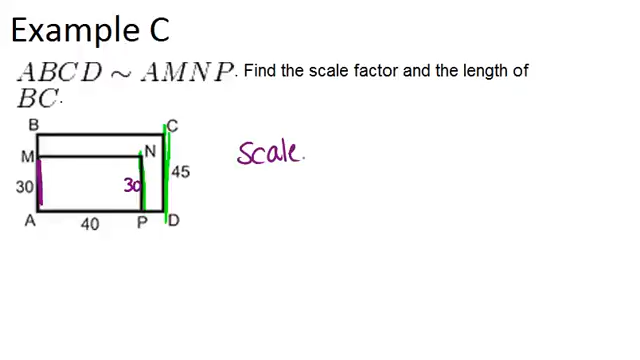 Example C
ABCD ~ AMNP. Find the scale factor and the length of
BC.
B C
M N
30 30 45
A P D
40
Scale.